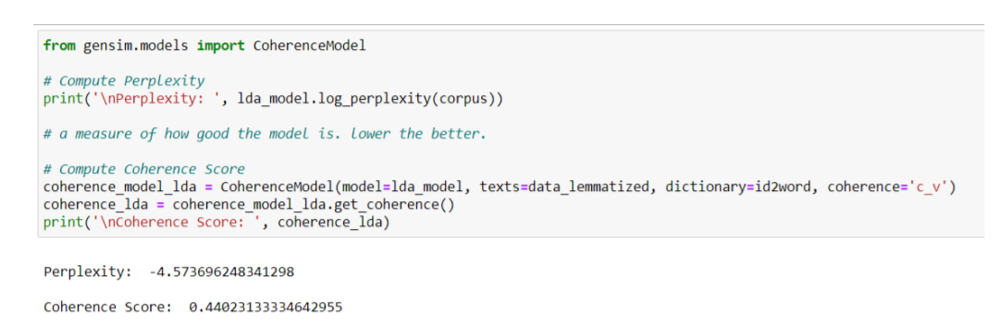 from gensim.models import CoherenceModel
# Compute Perplexity
print('\nPerplexity: ', lda_model.log_perplexity(corpus))
# a measure of how good the model is. lower the better.
# Compute Coherence Score
coherence_model_lda = CoherenceModel(model=lda_model, texts=data_lemmatized, dictionary=id2word, coherence='c_v')
coherence_lda = coherence_model_lda.get_coherence()
print('\nCoherence Score: ', coherence_lda)
Perplexity:  -4.573696248341298
Coherence Score:  0.44023133334642955